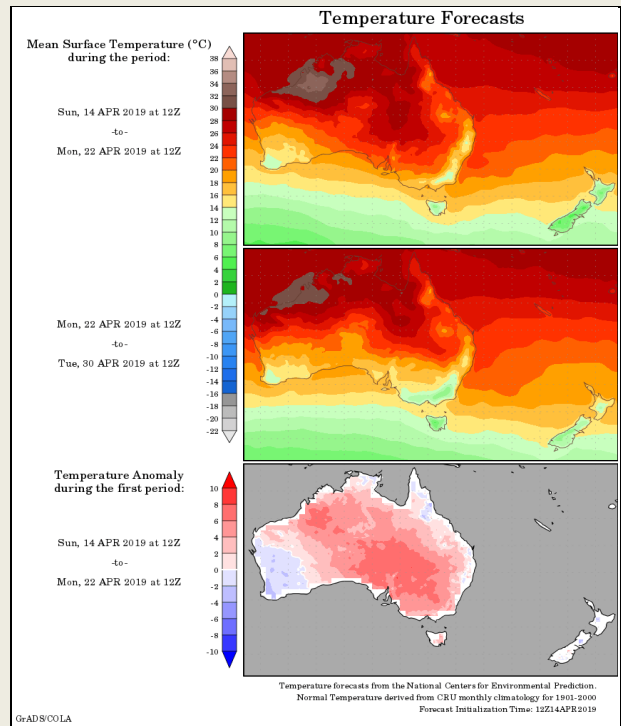 Temperature Forecasts
Mean Surface Temperature (°C)
during the period:
Sun, 14 APR 2019 at 12Z
-to-
Mon, 22 APR 2019 at 12Z
38
36
34
32
30
28
26
24
22
20
18
16
14
12
10
8
6
4
2
0
-2
-4
-6
-8
-10
-12
-14
-16
-17
-18
-19
-20
-22
Mon, 22 APR 2019 at 12Z
-to-
Tue, 30 APR 2019 at 12Z
Temperature Anomaly
during the first period:
Sun, 14 APR 2019 at 12Z
-to-
Mon, 22 APR 2019 at 12Z
10
8
6
4
2
0
-2
-4
-6
-8
-10
Temperature forecasts from the National Centers for Environmental Prediction.
Normal Temperature derived from CRU monthly climatology for 1901-2000
Forecast Initialization Time: 12Z14APR2019
GrADS/COLA